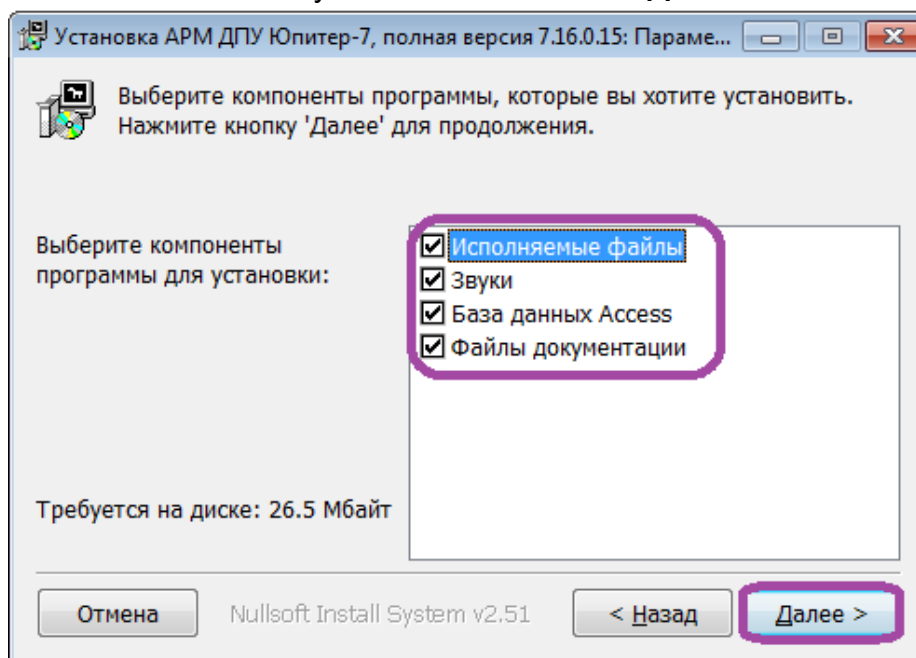 Установка АРМ ДПУ Юпитер-7, полная версия 7.16.0.15: Параме...
Выберите компоненты программы, которые вы хотите установить.
Нажмите кнопку 'Далее' для продолжения.
Выберите компоненты
программы для установки:
Исполняемые файлы
Звуки
База данных Access
Файлы документации
Требуется на диске: 26.5 Мбайт
Отмена
Nullsoft Install System v2.51
< Назад
Далее >